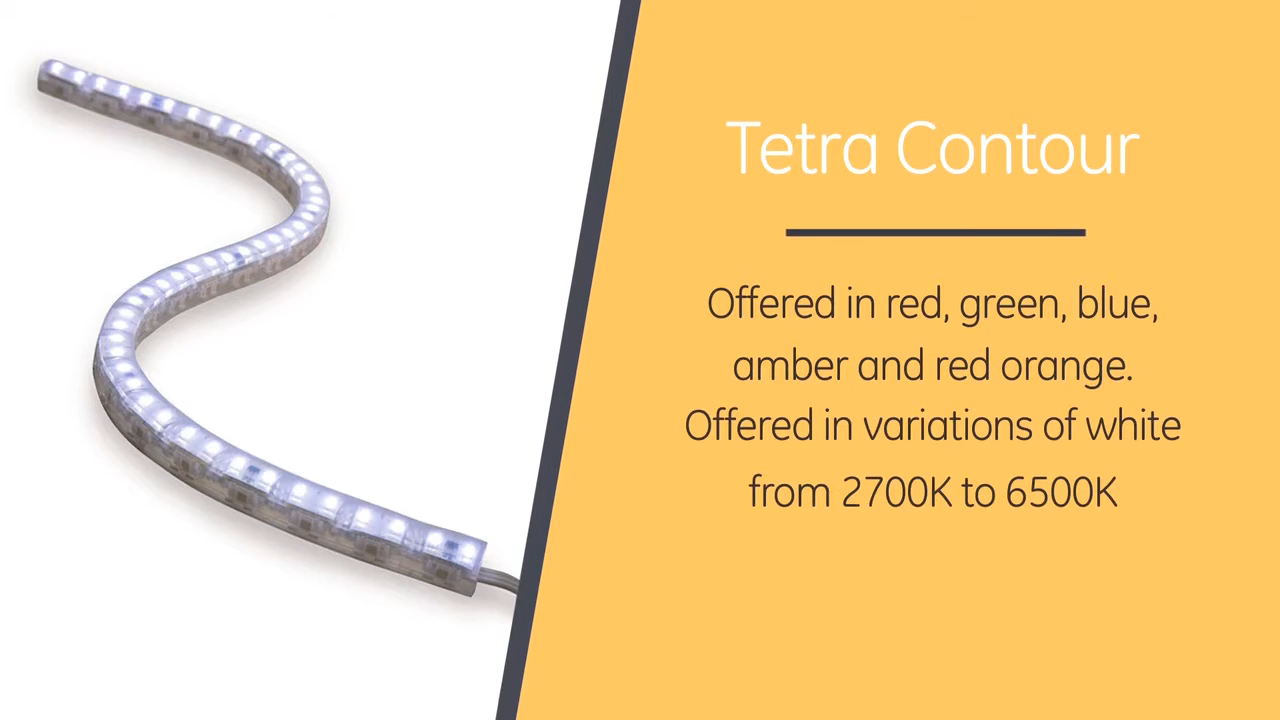 Tetra Contour
Offered in red, green, blue,
amber and red orange.
Offered in variations of white
from 2700K to 6500K